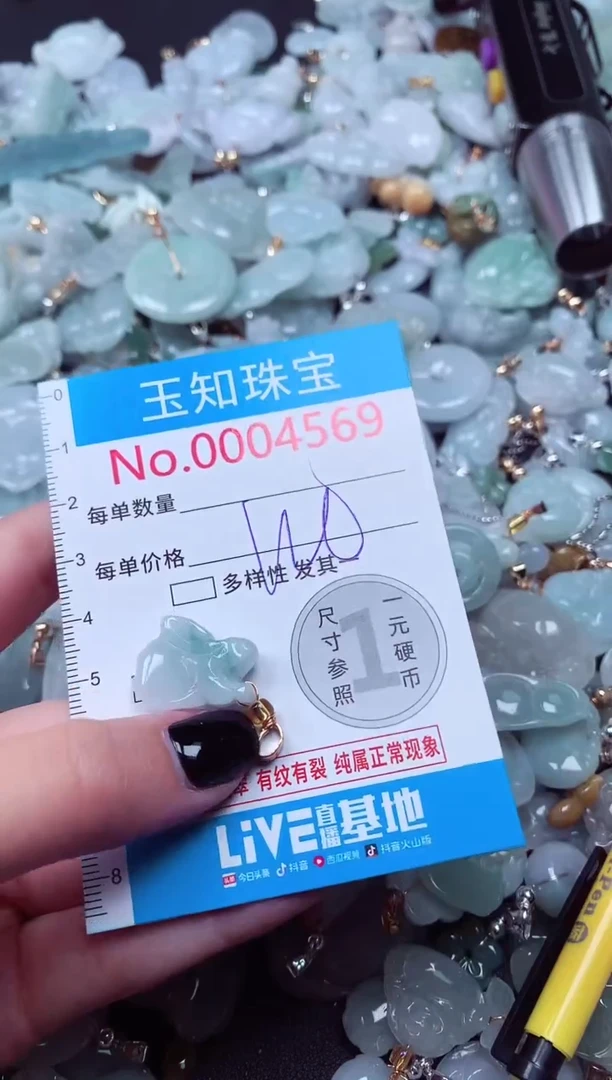 玉知珠宝
No.0004569
每单数量
每单价格
多样性 发其一
尺寸参照
1
一元硬币
有纹有裂 纯属正常现象
LiVE直播基地
头条 今日头条 抖音 西瓜视频 抖音火山版
0
1
2
3
4
5
8